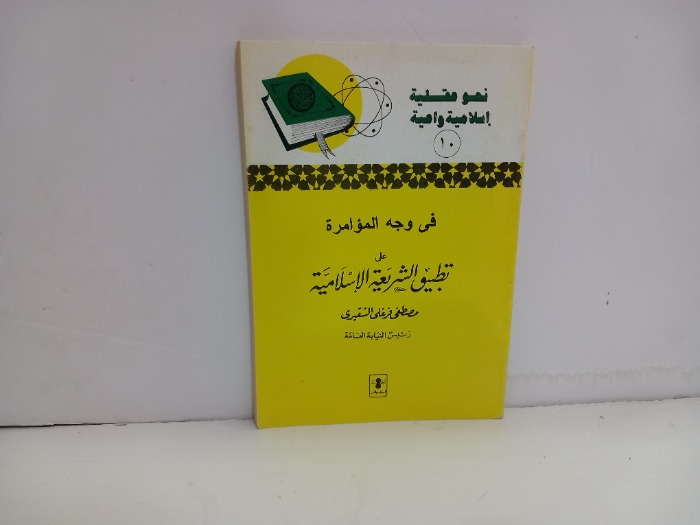 نحو عقلية
إسلامية واعية
١٠
فى وجه المؤامرة
على
تطبيق الشريعة الإسلامية
مصطفى فرغلى الشقيرى
رئيس النيابة العامة